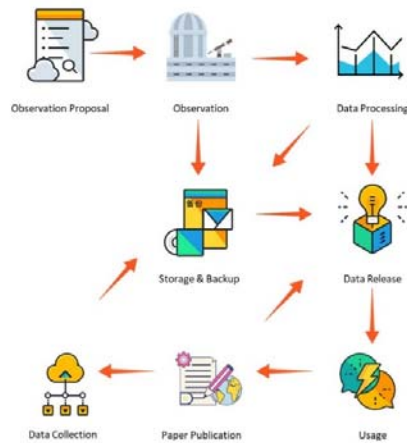 Observation Proposal
Observation
Data Processing
Storage & Backup
Data Release
Data Collection
Paper Publication
Usage